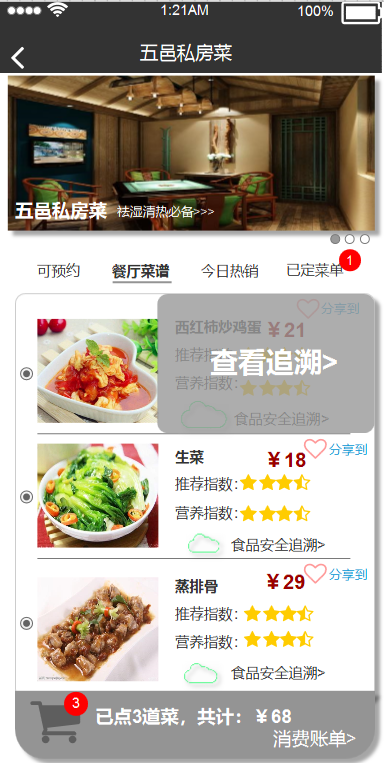 1:21AM 100%
五邑私房菜
五邑私房菜 祛湿清热必备>>>
可预约 餐厅菜谱 今日热销 已定菜单 1
分享到
西红柿炒鸡蛋 ¥21
推荐指数:
查看追溯>
营养指数:
食品安全追溯>
分享到
生菜 ¥18
推荐指数:
营养指数:
食品安全追溯>
分享到
蒸排骨 ¥29
推荐指数:
营养指数:
食品安全追溯>
3
已点3道菜，共计：¥68
消费账单>